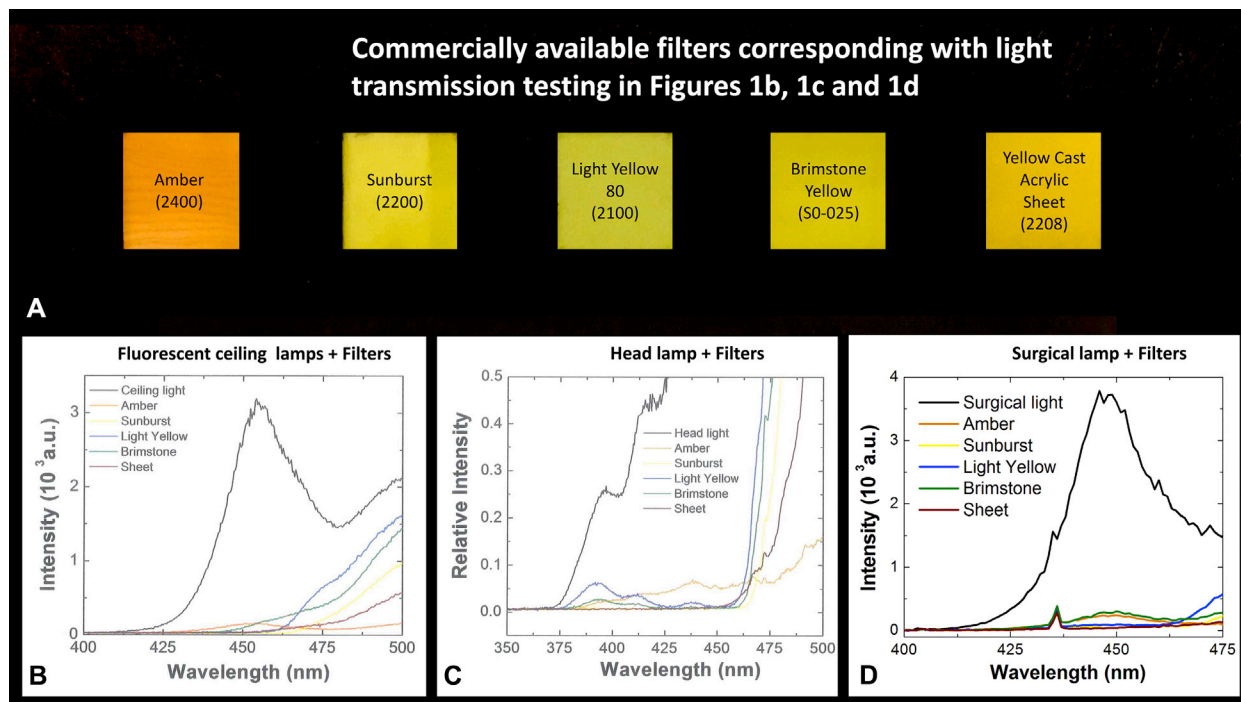 Commercially available filters corresponding with light
transmission testing in Figures 1b, 1c and 1d
Amber
(2400)
Sunburst
(2200)
Light Yellow
80
(2100)
Brimstone
Yellow
(S0-025)
Yellow Cast
Acrylic
Sheet
(2208)
A
Fluorescent ceiling lamps + Filters
Ceiling light
Amber
Sunburst
Light Yellow
Brimstone
Sheet
Intensity (10 ³a.u.)
3
2
1
0
400
425
450
475
500
Wavelength (nm)
B
Head lamp + Filters
Head light
Amber
Sunburst
Light Yellow
Brimstone
Sheet
Relative Intensity
0.5
0.4
0.3
0.2
0.1
0.0
350
375
400
425
450
475
500
Wavelength (nm)
C
Surgical lamp + Filters
Surgical light
Amber
Sunburst
Light Yellow
Brimstone
Sheet
Intensity (10 ³a.u.)
4
3
2
1
0
400
425
450
475
Wavelength (nm)
D